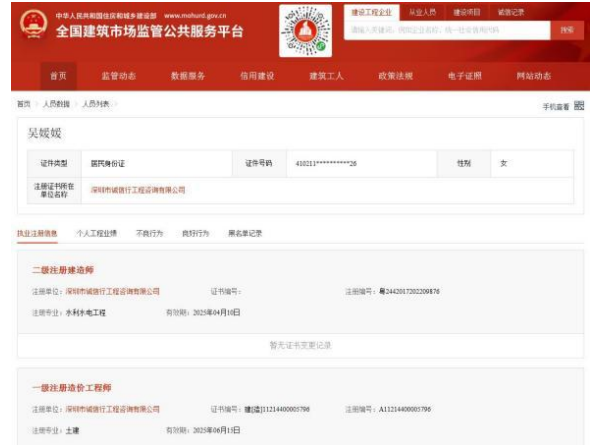 中华人民共和国住房和城乡建设部 www.mohurd.gov.cn
全国建筑市场监管公共服务平台
建设工程企业 从业人员 建设项目 诚信记录
搜索
首页 监管动态 数据服务 信用建设 建筑工人 政策法规 电子证照 网站动态
首页 > 人员数据 > 人员列表 >
手机查看
吴媛媛
证件类型 居民身份证 证件号码 410211**********26 性别 女
注册证书所在单位名称 深圳市诚信行工程咨询有限公司
执业注册信息 个人工程业绩 不良行为 良好行为 黑名单记录
二级注册建造师
注册单位：深圳市诚信行工程咨询有限公司 证书编号： 注册编号：粤2442017202209876
注册专业：水利水电工程 有效期：2025年04月10日
暂无证书变更记录
一级注册造价工程师
注册单位：深圳市诚信行工程咨询有限公司 证书编号：建[造]11214400005796 注册编号：A11214400005796
注册专业：土建 有效期：2025年06月15日